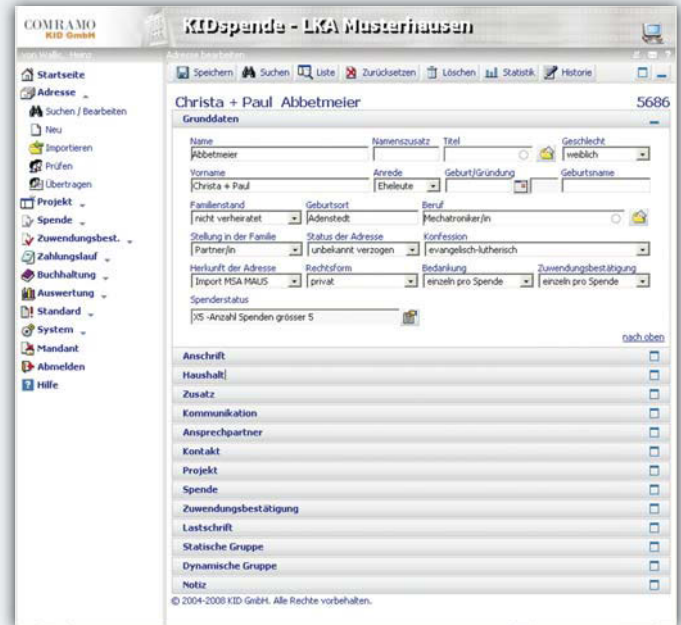 COMRAMO
KID GmbH
KIDspende - LKA Musterhausen
von Walle, Heinz
Adresse bearbeiten
Startseite
Adresse
Suchen / Bearbeiten
Neu
Importieren
Prüfen
Übertragen
Projekt
Spende
Zuwendungsbest.
Zahlungslauf
Buchhaltung
Auswertung
Standard
System
Mandant
Abmelden
Hilfe
Speichern Suchen Liste Zurücksetzen Löschen Statistik Historie
Christa + Paul Abbetmeier 5686
Grunddaten
Name Namenszusatz Titel Geschlecht
Abbetmeier weiblich
Vorname Anrede Geburt/Gründung Geburtsname
Christa + Paul Eheleute
Familienstand Geburtsort Beruf
nicht verheiratet Adenstedt Mechatroniker/in
Stellung in der Familie Status der Adresse Konfession
Partner/in unbekannt verzogen evangelisch-lutherisch
Herkunft der Adresse Rechtsform Bedankung Zuwendungsbestätigung
Import MSA MAUS privat einzeln pro Spende einzeln pro Spende
Spenderstatus
X5 -Anzahl Spenden grösser 5
nach oben
Anschrift
Haushalt
Zusatz
Kommunikation
Ansprechpartner
Kontakt
Projekt
Spende
Zuwendungsbestätigung
Lastschrift
Statische Gruppe
Dynamische Gruppe
Notiz
© 2004-2008 KID GmbH. Alle Rechte vorbehalten.